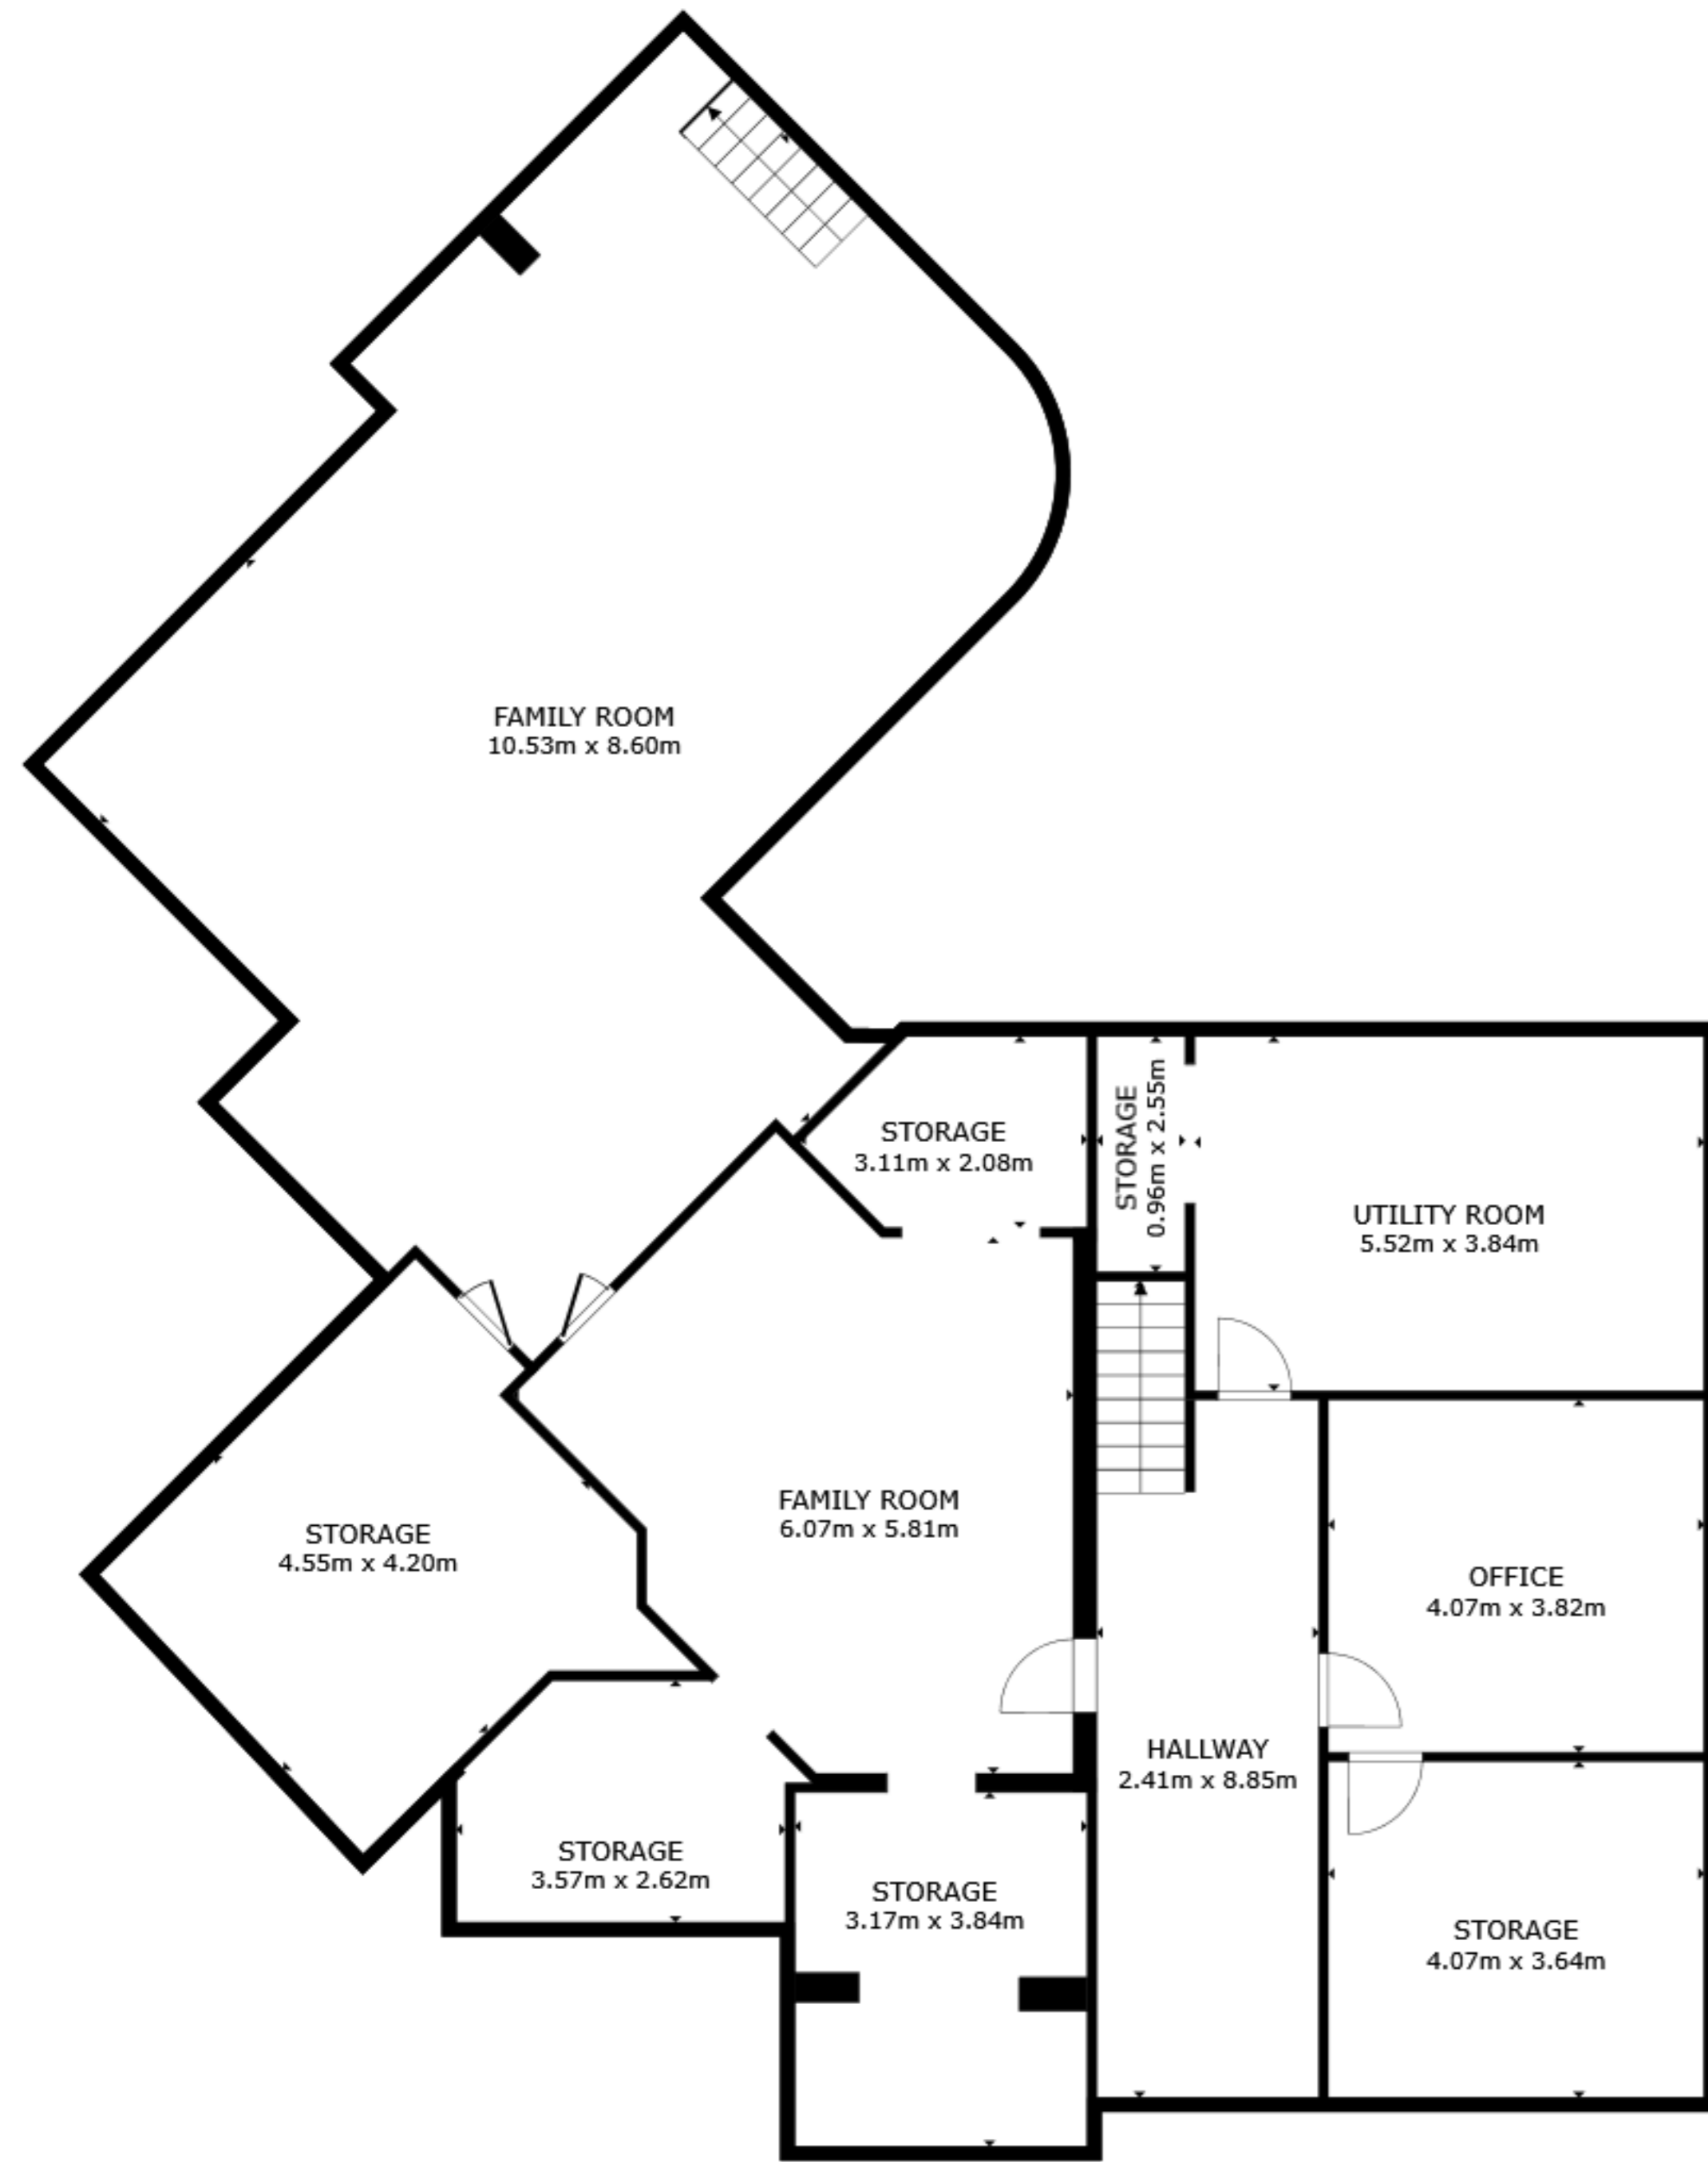 FAMILY ROOM
10.53m x 8.60m
STORAGE
3.11m x 2.08m
STORAGE
0.96m x 2.55m
UTILITY ROOM
5.52m x 3.84m
FAMILY ROOM
6.07m x 5.81m
STORAGE
4.55m x 4.20m
OFFICE
4.07m x 3.82m
HALLWAY
2.41m x 8.85m
STORAGE
3.57m x 2.62m
STORAGE
3.17m x 3.84m
STORAGE
4.07m x 3.64m